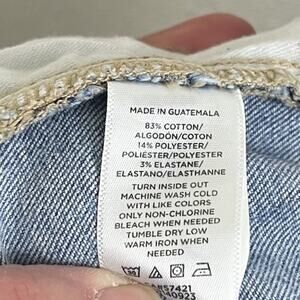 MADE IN GUATEMALA
83% COTTON/
ALGODÓN/COTON
14% POLYESTER/
POLIÉSTER/POLYESTER
3% ELASTANE/
ELASTANO/ELASTHANNE
TURN INSIDE OUT
MACHINE WASH COLD
WITH LIKE COLORS
ONLY NON-CHLORINE
BLEACH WHEN NEEDED
TUMBLE DRY LOW
WARM IRON WHEN
NEEDED